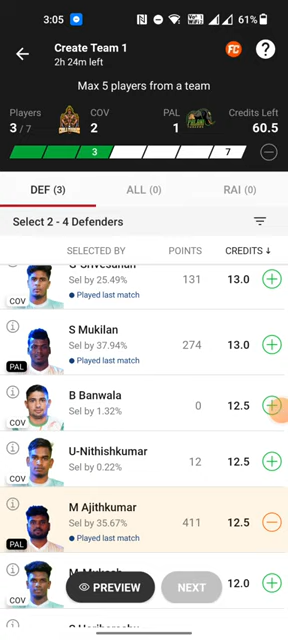 3:05
61%
Create Team 1
2h 24m left
FC
?
Max 5 players from a team
Players
3 / 7
COV
2
PAL
1
Credits Left
60.5
3
7
DEF (3)
ALL (0)
RAI (0)
Select 2 - 4 Defenders
SELECTED BY
POINTS
CREDITS ↓
Sel by 25.49%
Played last match
131
13.0
COV
S Mukilan
Sel by 37.94%
Played last match
274
13.0
PAL
B Banwala
Sel by 1.32%
0
12.5
COV
U-Nithishkumar
Sel by 0.22%
12
12.5
COV
M Ajithkumar
Sel by 35.67%
Played last match
411
12.5
PAL
12.0
COV
PREVIEW
NEXT